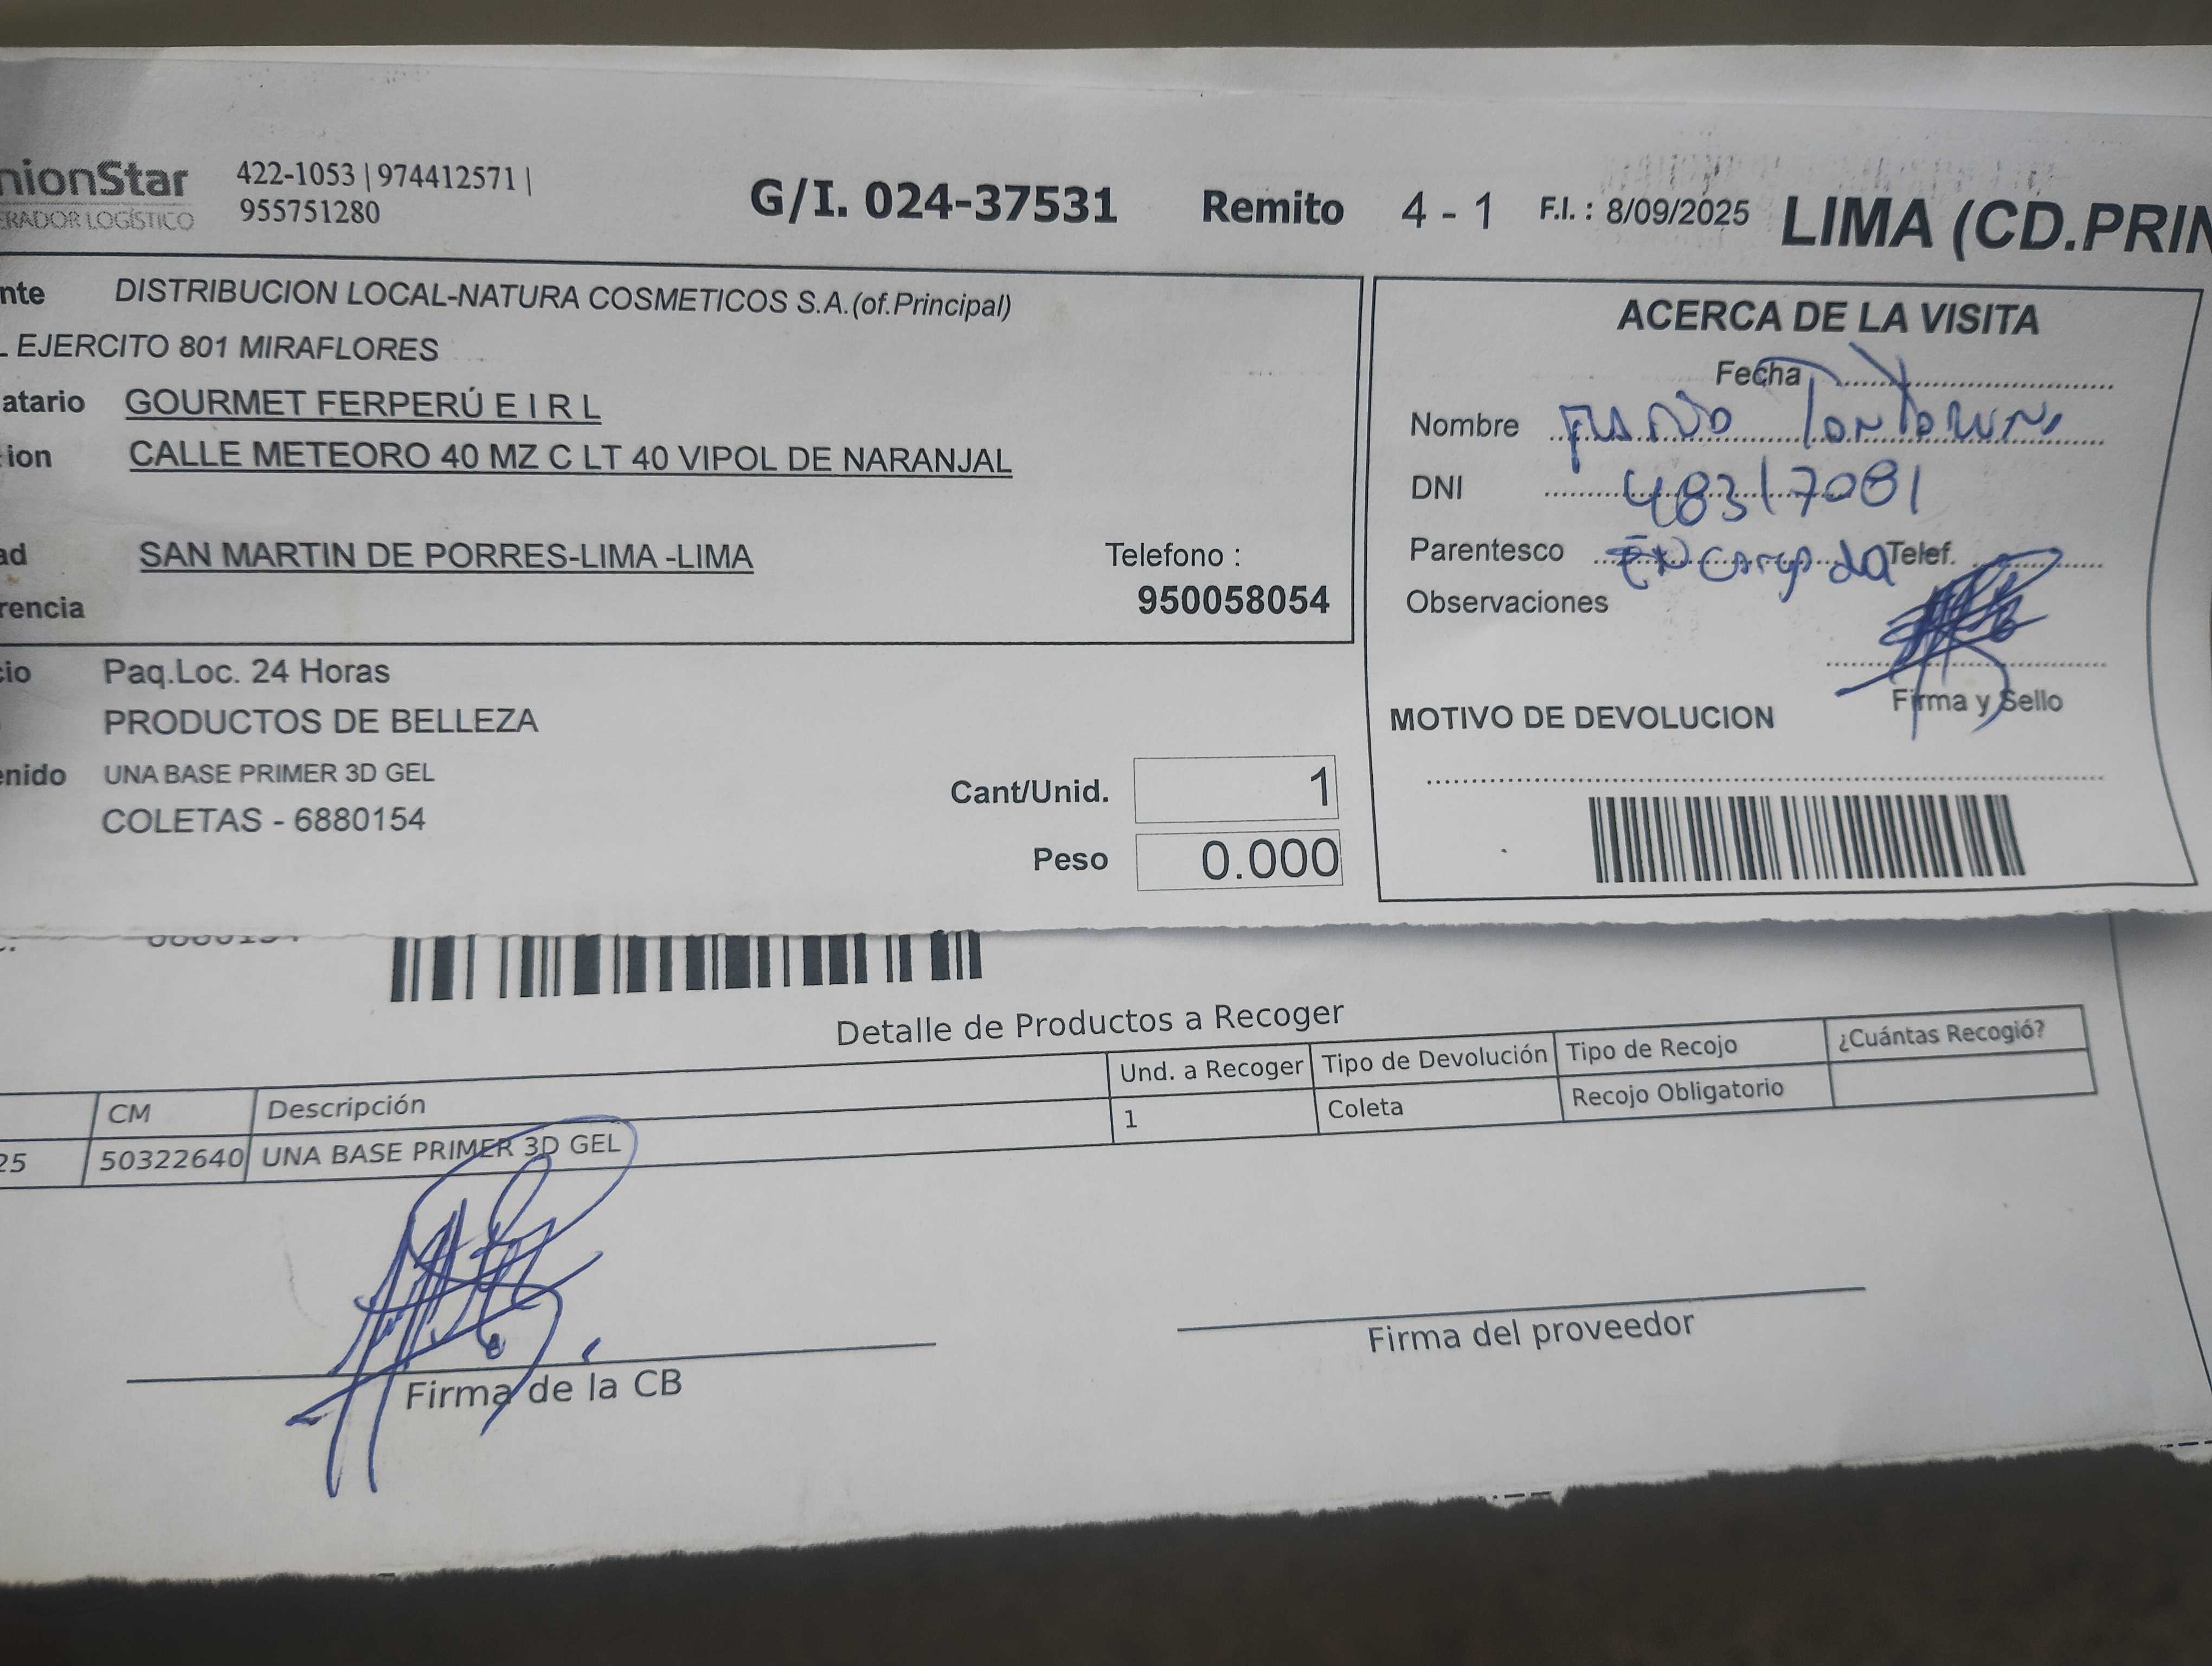 nionStar
ERADOR LOGÍSTICO
422-1053 | 974412571 |
955751280
G/I. 024-37531 Remito 4 - 1 F.I. : 8/09/2025 LIMA (CD.PRIN
nte DISTRIBUCION LOCAL-NATURA COSMETICOS S.A.(of.Principal)
EJERCITO 801 MIRAFLORES
atario GOURMET FERPERÚ E I R L
ion CALLE METEORO 40 MZ C LT 40 VIPOL DE NARANJAL
ad SAN MARTIN DE PORRES-LIMA -LIMA
Telefono :
950058054
rencia
cio Paq.Loc. 24 Horas
PRODUCTOS DE BELLEZA
enido UNA BASE PRIMER 3D GEL
COLETAS - 6880154
Cant/Unid. 1
Peso 0.000
ACERCA DE LA VISITA
Fecha
Nombre
DNI 48317081
Parentesco Encargada Telef.
Observaciones
Firma y Sello
MOTIVO DE DEVOLUCION
Detalle de Productos a Recoger
CM Descripción Und. a Recoger Tipo de Devolución Tipo de Recojo ¿Cuántas Recogió?
25 50322640 UNA BASE PRIMER 3D GEL 1 Coleta Recojo Obligatorio
Firma de la CB
Firma del proveedor